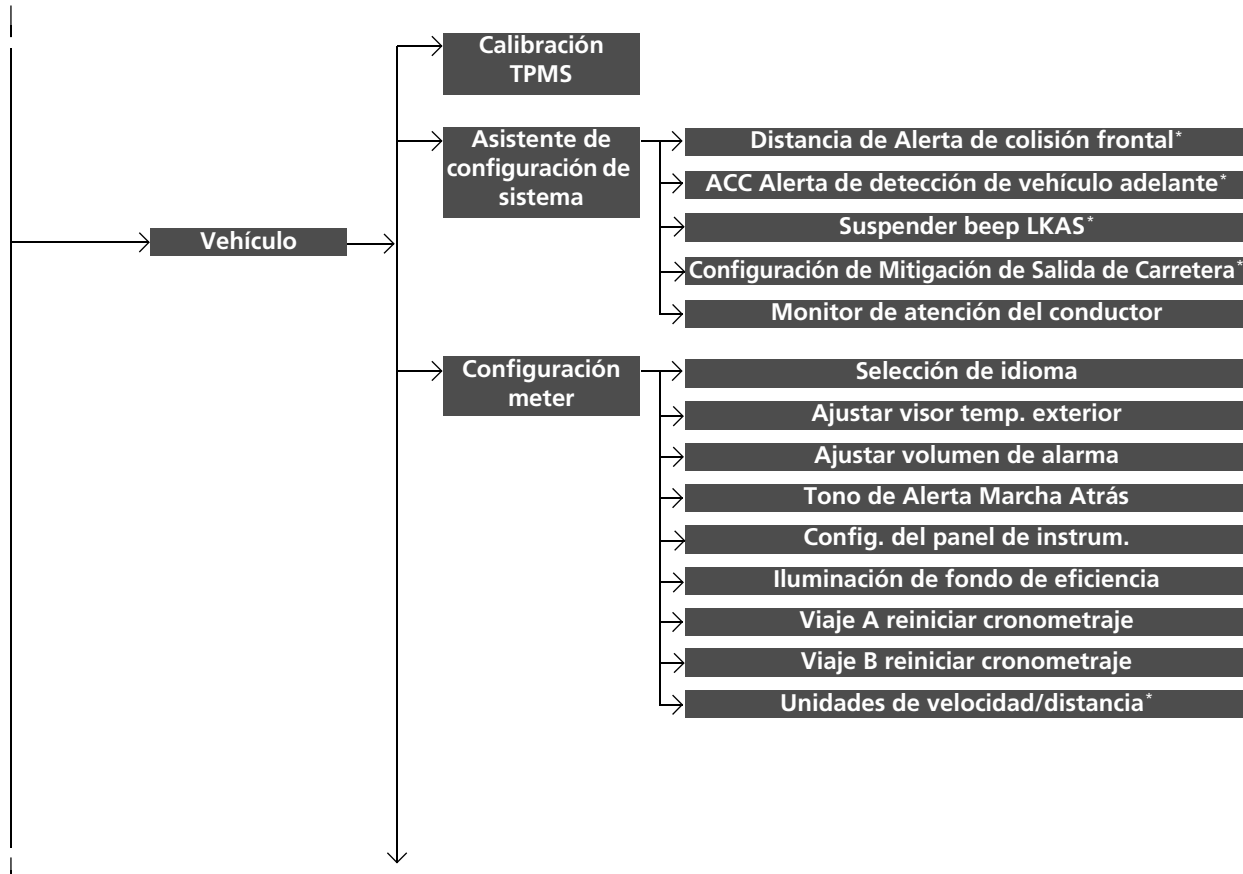 Calibración
TPMS
Asistente de
configuración de
sistema
Distancia de Alerta de colisión frontal*
ACC Alerta de detección de vehículo adelante*
Suspender beep LKAS*
Configuración de Mitigación de Salida de Carretera*
Monitor de atención del conductor
Vehículo
Configuración
meter
Selección de idioma
Ajustar visor temp. exterior
Ajustar volumen de alarma
Tono de Alerta Marcha Atrás
Config. del panel de instrum.
Iluminación de fondo de eficiencia
Viaje A reiniciar cronometraje
Viaje B reiniciar cronometraje
Unidades de velocidad/distancia*